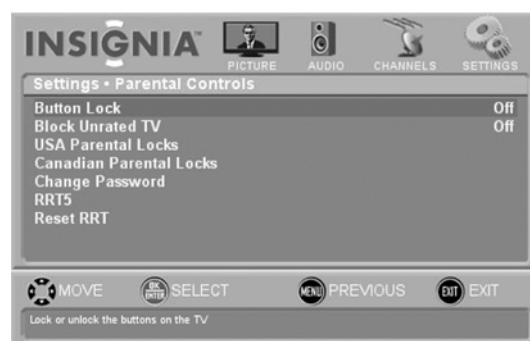 INSIGNIA
PICTURE AUDIO CHANNELS SETTINGS
Settings • Parental Controls
Button Lock Off
Block Unrated TV Off
USA Parental Locks
Canadian Parental Locks
Change Password
RRT5
Reset RRT
MOVE OK ENTER SELECT MENU PREVIOUS EXIT EXIT
Lock or unlock the buttons on the TV